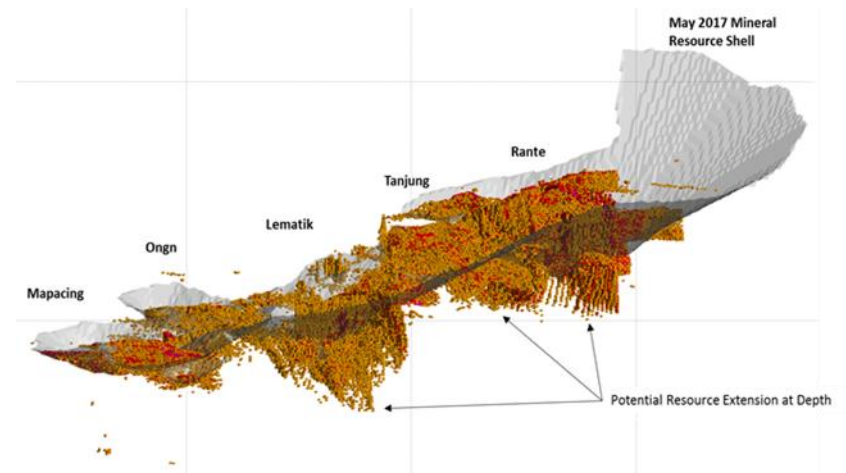 May 2017 Mineral
Resource Shell
Rante
Tanjung
Lematik
Ongn
Mapacing
Potential Resource Extension at Depth